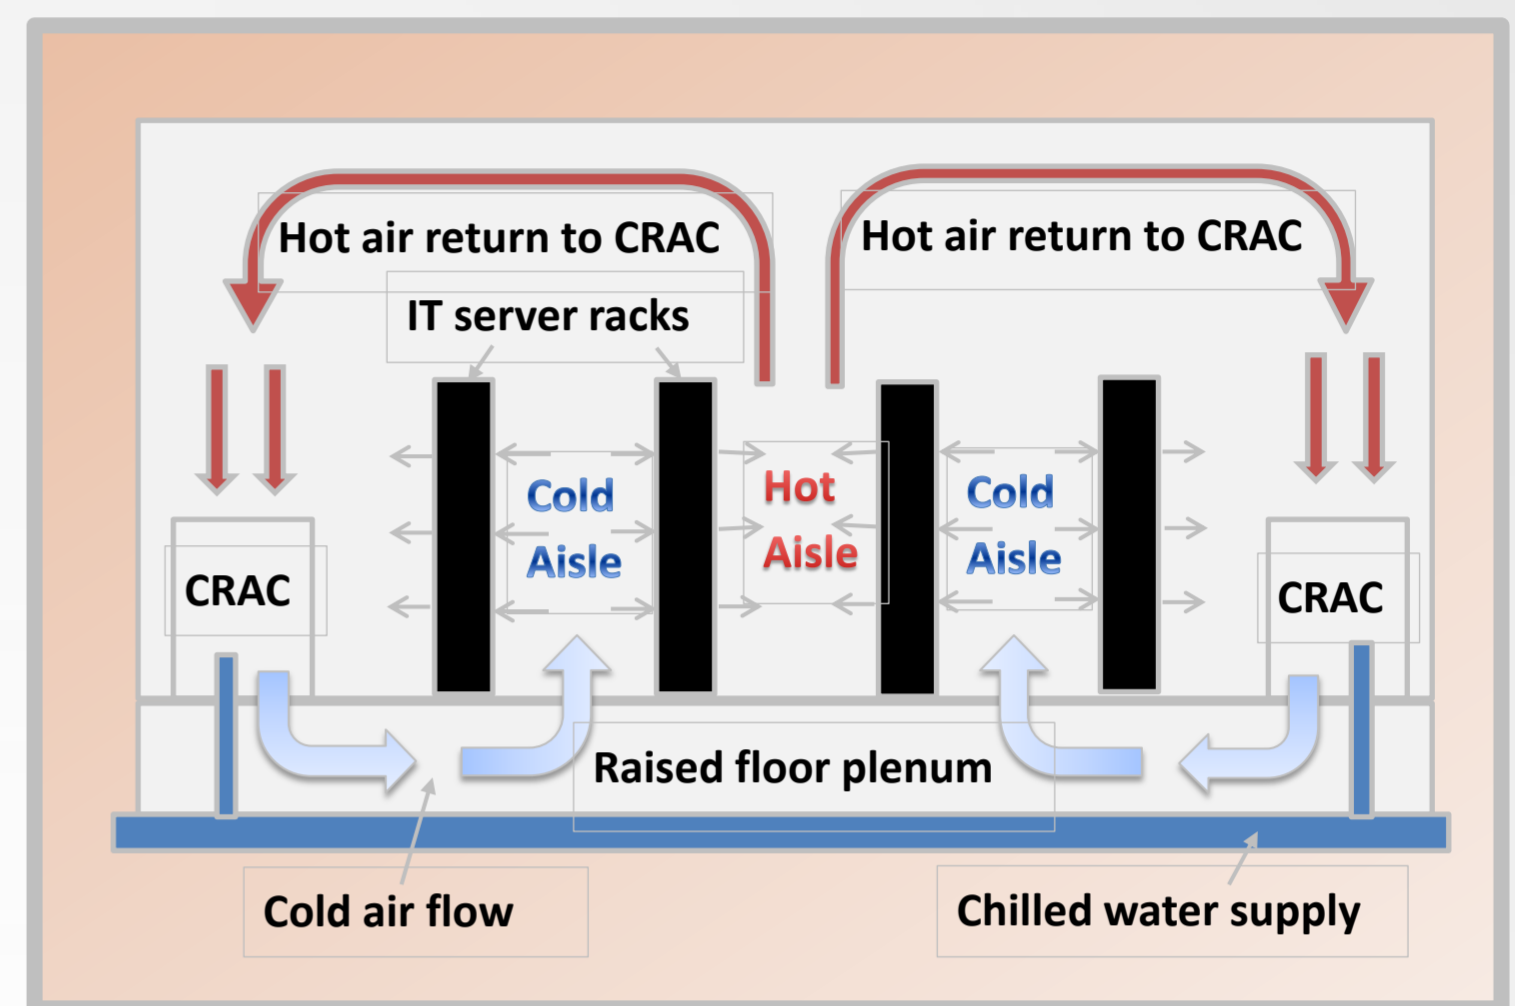 Hot air return to CRAC
Hot air return to CRAC
IT server racks
Cold
Aisle
Hot
Aisle
Cold
Aisle
CRAC
CRAC
Raised floor plenum
Cold air flow
Chilled water supply